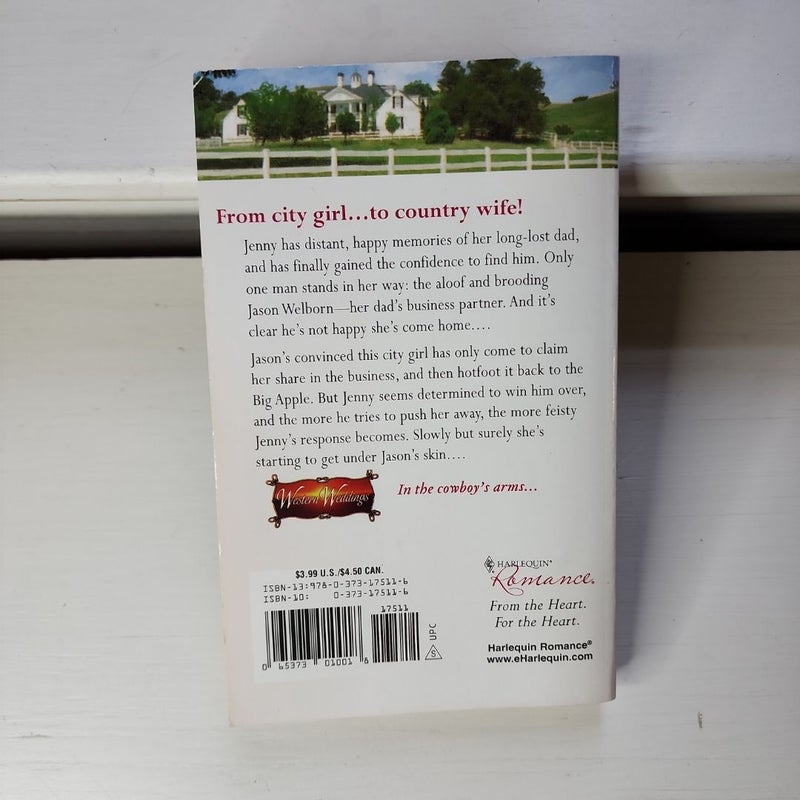 From city girl...to country wife!
Jenny has distant, happy memories of her long-lost dad,
and has finally gained the confidence to find him. Only
one man stands in her way: the aloof and brooding
Jason Welborn—her dad's business partner. And it's
clear he's not happy she's come home....
Jason's convinced this city girl has only come to claim
her share in the business, and then hotfoot it back to the
Big Apple. But Jenny seems determined to win him over,
and the more he tries to push her away, the more feisty
Jenny's response becomes. Slowly but surely she's
starting to get under Jason's skin....
Western Weddings
In the cowboy's arms...
$3.99 U.S./$4.50 CAN.
ISBN-13:978-0-373-17511-6
ISBN-10: 0-373-17511-6
17511
0 65373 01001 8
S UPC
HARLEQUIN®
Romance®
From the Heart.
For the Heart.
Harlequin Romance®
www.eHarlequin.com